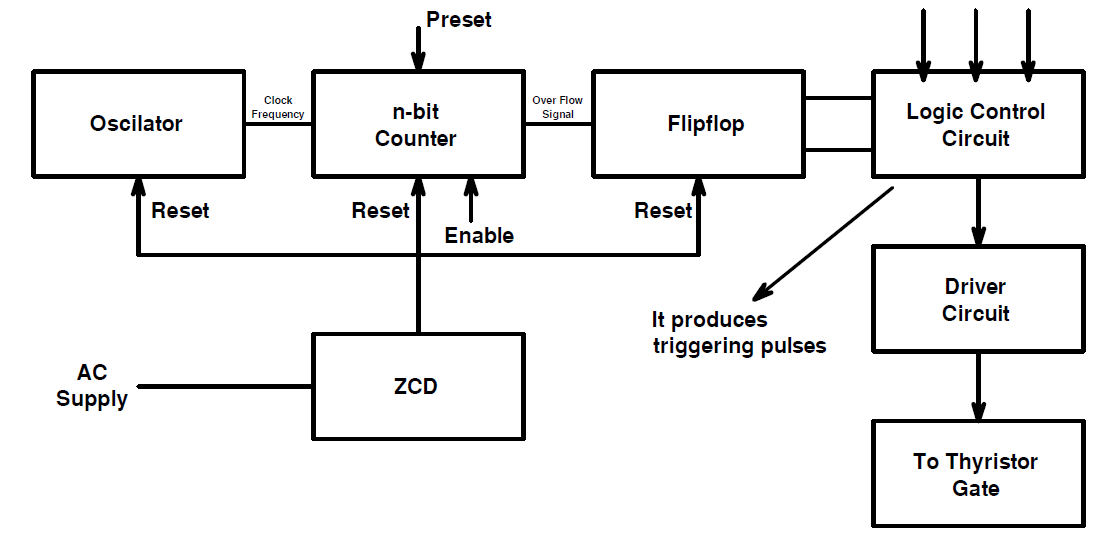 Preset
Oscilator
Clock
Frequency
n-bit
Counter
Over Flow
Signal
Flipflop
Logic Control
Circuit
Reset
Reset
Enable
Reset
Driver
Circuit
It produces
triggering pulses
AC
Supply
ZCD
To Thyristor
Gate